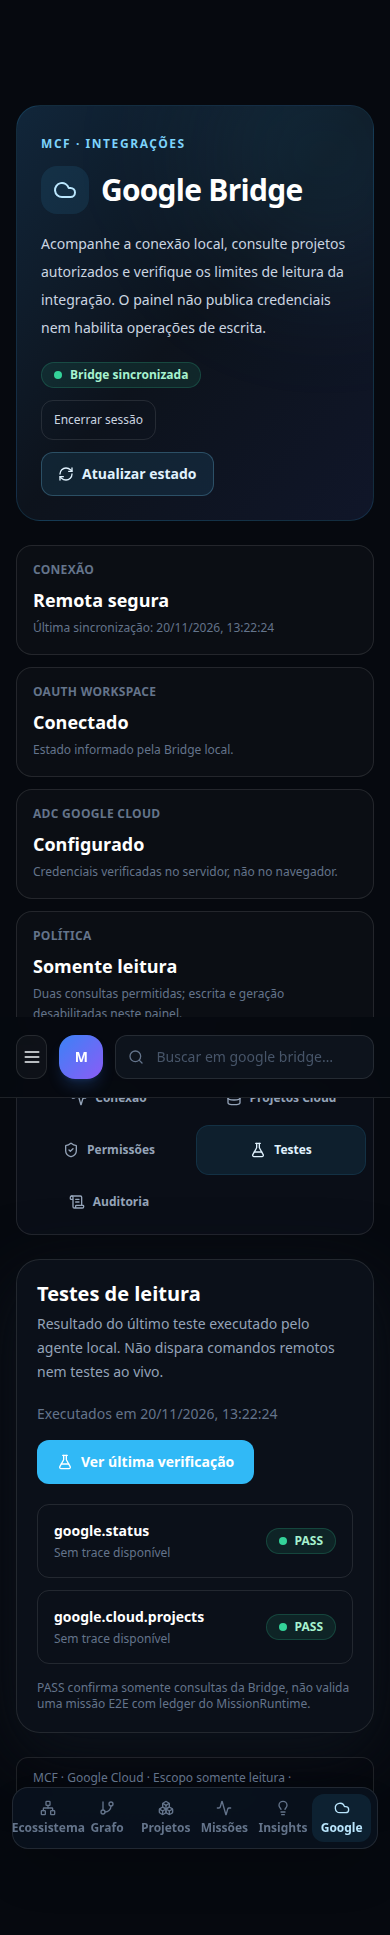 MCF · INTEGRAÇÕES
Google Bridge
Acompanhe a conexão local, consulte projetos
autorizados e verifique os limites de leitura da
integração. O painel não publica credenciais
nem habilita operações de escrita.
Bridge sincronizada
Encerrar sessão
Atualizar estado
CONEXÃO
Remota segura
Última sincronização: 20/11/2026, 13:22:24
OAUTH WORKSPACE
Conectado
Estado informado pela Bridge local.
ADC GOOGLE CLOUD
Configurado
Credenciais verificadas no servidor, não no navegador.
POLÍTICA
Somente leitura
Duas consultas permitidas; escrita e geração
desabilitadas neste painel.
M
Buscar em google bridge...
Conexão
Projetos Cloud
Permissões
Testes
Auditoria
Testes de leitura
Resultado do último teste executado pelo
agente local. Não dispara comandos remotos
nem testes ao vivo.
Executados em 20/11/2026, 13:22:24
Ver última verificação
google.status
Sem trace disponível
PASS
google.cloud.projects
Sem trace disponível
PASS
PASS confirma somente consultas da Bridge, não valida
uma missão E2E com ledger do MissionRuntime.
MCF · Google Cloud · Escopo somente leitura ·
Ecossistema
Grafo
Projetos
Missões
Insights
Google